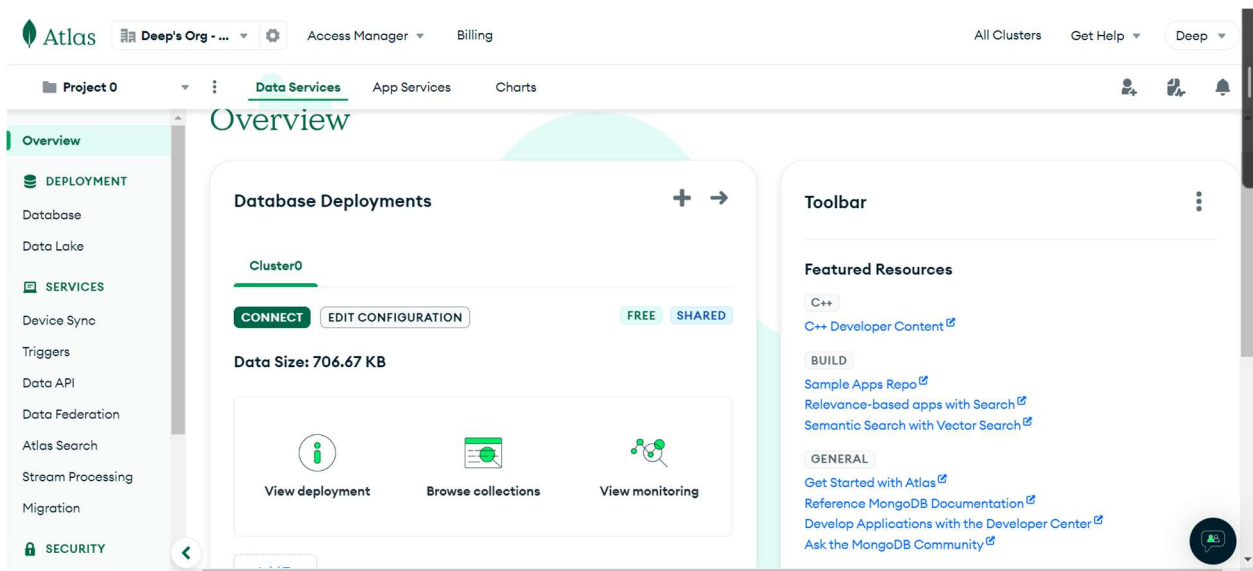 Atlas
Deep's Org - ...
Access Manager
Billing
All Clusters
Get Help
Deep
Project 0
Data Services
App Services
Charts
Overview
DEPLOYMENT
Database
Data Lake
SERVICES
Device Sync
Triggers
Data API
Data Federation
Atlas Search
Stream Processing
Migration
SECURITY
Overview
Database Deployments
Cluster0
CONNECT
EDIT CONFIGURATION
FREE
SHARED
Data Size: 706.67 KB
View deployment
Browse collections
View monitoring
Toolbar
Featured Resources
C++
C++ Developer Content
BUILD
Sample Apps Repo
Relevance-based apps with Search
Semantic Search with Vector Search
GENERAL
Get Started with Atlas
Reference MongoDB Documentation
Develop Applications with the Developer Center
Ask the MongoDB Community